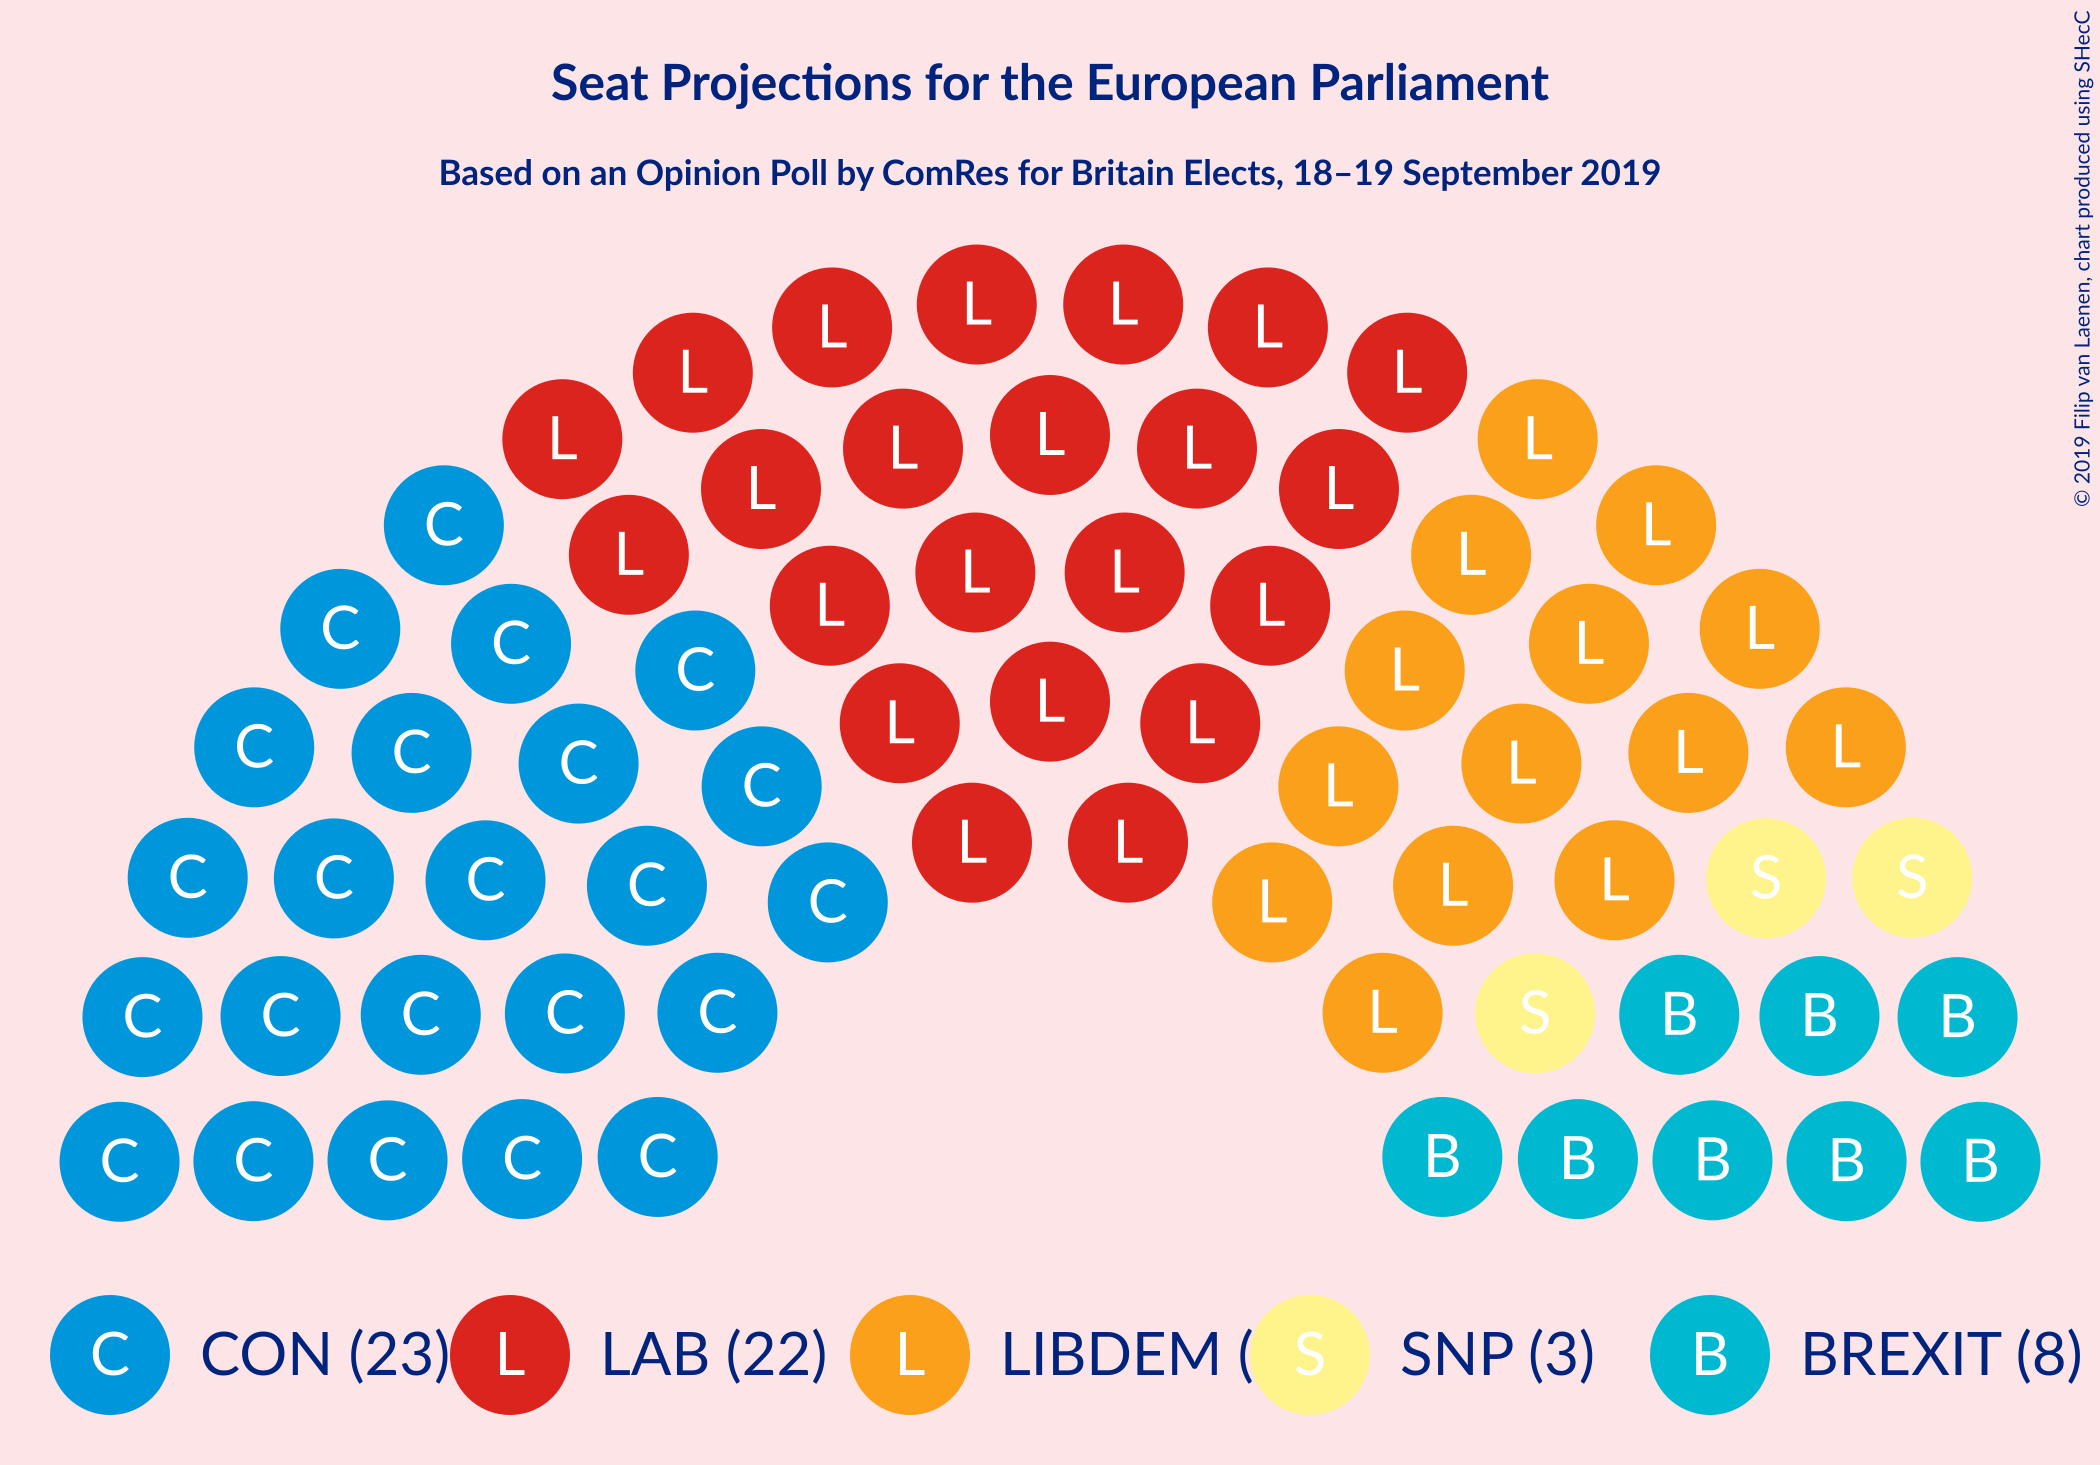 Seat Projections for the European Parliament
Based on an Opinion Poll by ComRes for Britain Elects, 18–19 September 2019
© 2019 Filip van Laenen, chart produced using SHecC
L L L L
L L
L L
L L L L L
C C
L L
C L L L L C
C L L L
C L L L
C C C L L L
C C L L L
C C C C L L S S
C L L C L
C C C C C L S B B B
C C C C C B B B B B
C CON (23) L LAB (22) L LIBDEM ( S SNP (3) B BREXIT (8)